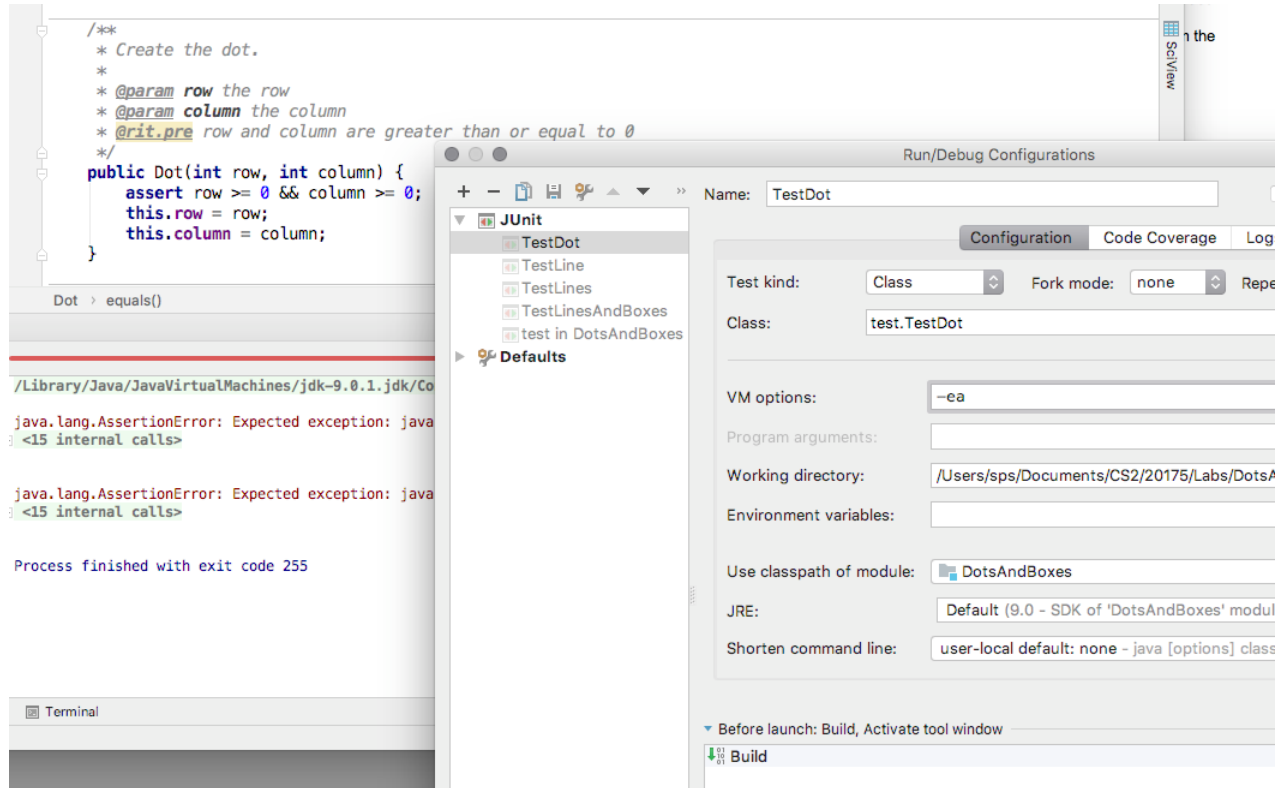 /**
* Create the dot.
*
* @param row the row
* @param column the column
* @rit.pre row and column are greater than or equal to 0
*/
public Dot(int row, int column) {
assert row >= 0 && column >= 0;
this.row = row;
this.column = column;
}
Dot › equals()
/Library/Java/JavaVirtualMachines/jdk-9.0.1.jdk/Co
java.lang.AssertionError: Expected exception: java
<15 internal calls>
java.lang.AssertionError: Expected exception: java
<15 internal calls>
Process finished with exit code 255
Terminal
SciView
the
Run/Debug Configurations
JUnit
TestDot
TestLine
TestLines
TestLinesAndBoxes
test in DotsAndBoxes
Defaults
Name: TestDot
Configuration Code Coverage Log
Test kind: Class Fork mode: none Repe
Class: test.TestDot
VM options: -ea
Program arguments:
Working directory: /Users/sps/Documents/CS2/20175/Labs/DotsA
Environment variables:
Use classpath of module: DotsAndBoxes
JRE: Default (9.0 - SDK of 'DotsAndBoxes' modul
Shorten command line: user-local default: none - java [options] class
Before launch: Build, Activate tool window
Build